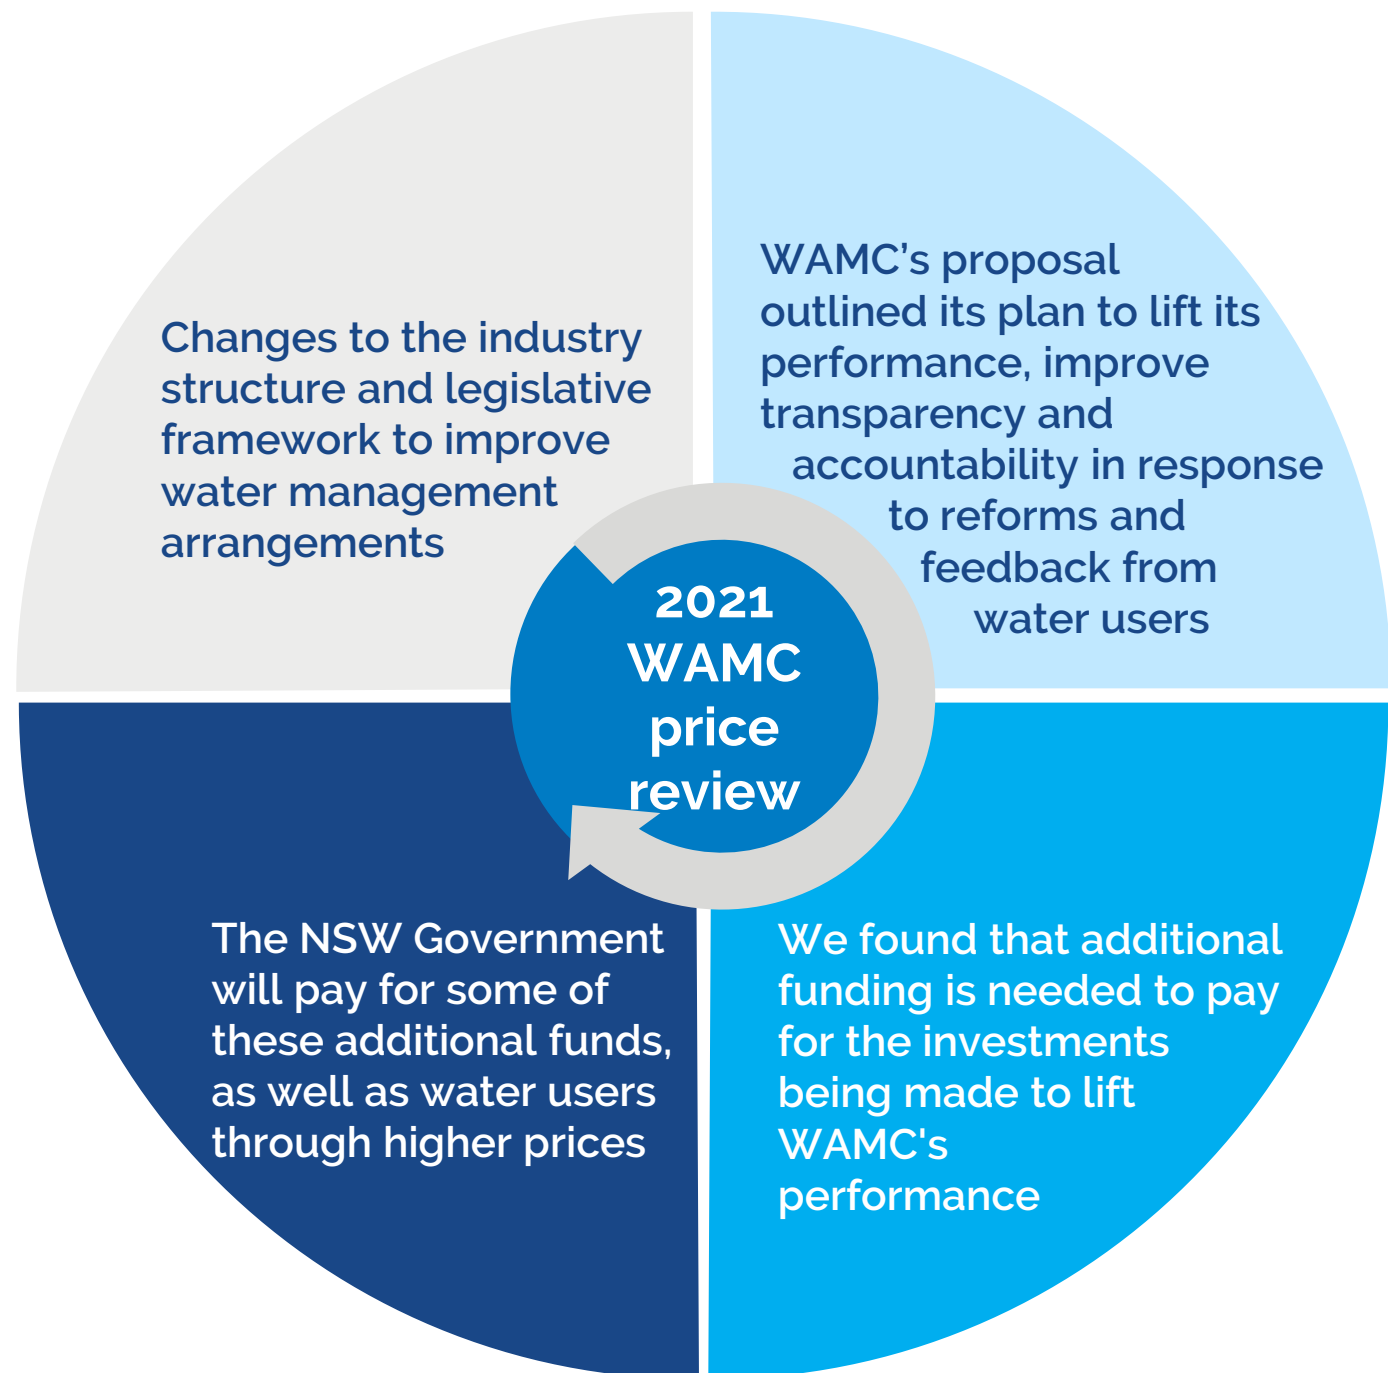 Changes to the industry
structure and legislative
framework to improve
water management
arrangements
WAMC’s proposal
outlined its plan to lift its
performance, improve
transparency and
accountability in response
to reforms and
feedback from
water users
2021
WAMC
price
review
We found that additional
funding is needed to pay
for the investments
being made to lift
WAMC's
performance
The NSW Government
will pay for some of
these additional funds,
as well as water users
through higher prices